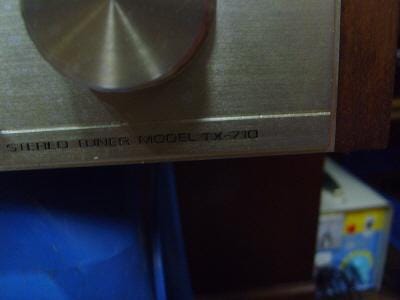 STEREO TUNER MODEL TX-710